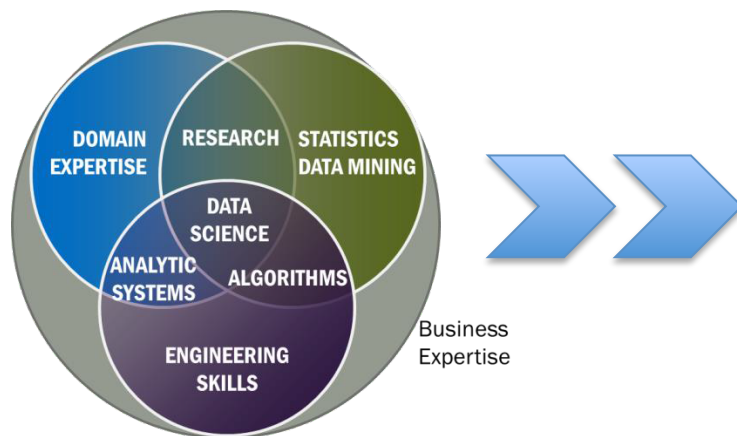 DOMAIN
EXPERTISE
RESEARCH
STATISTICS
DATA MINING
DATA
SCIENCE
ANALYTIC
SYSTEMS
ALGORITHMS
ENGINEERING
SKILLS
Business
Expertise